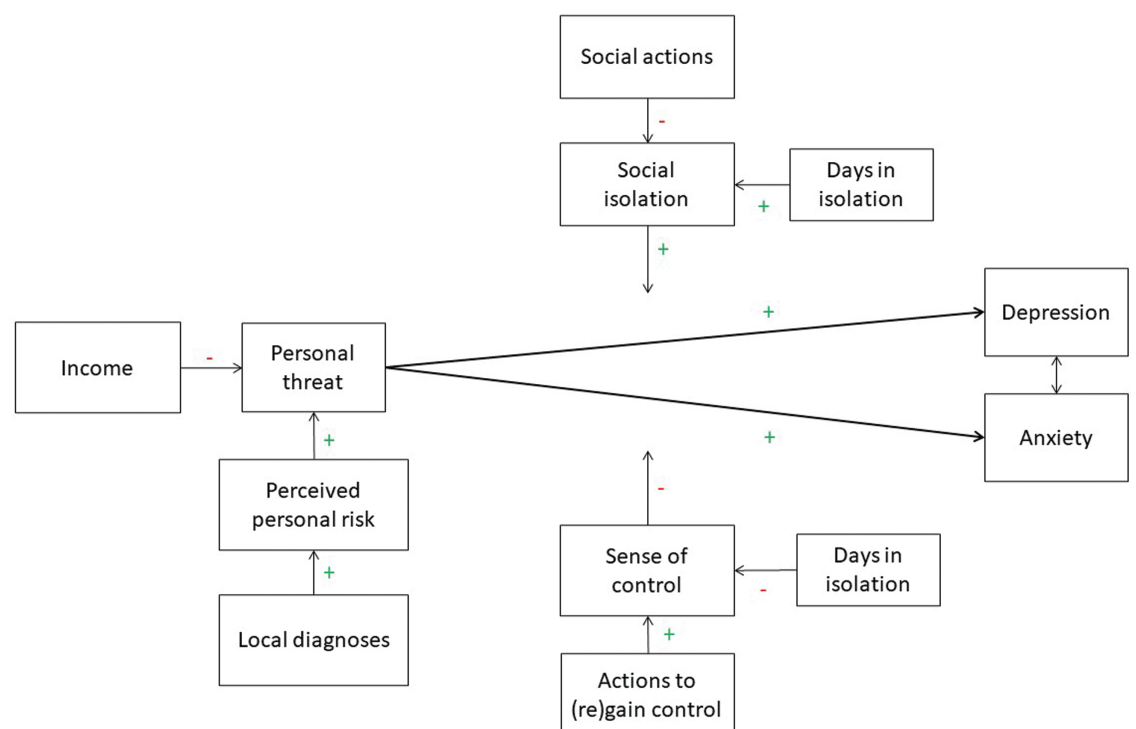 Social actions
-
Social
isolation
Days in
isolation
+
+
+
Depression
Income
-
Personal
threat
+
Perceived
personal risk
+
Local diagnoses
+
Anxiety
-
Sense of
control
Days in
isolation
-
+
Actions to
(re)gain control